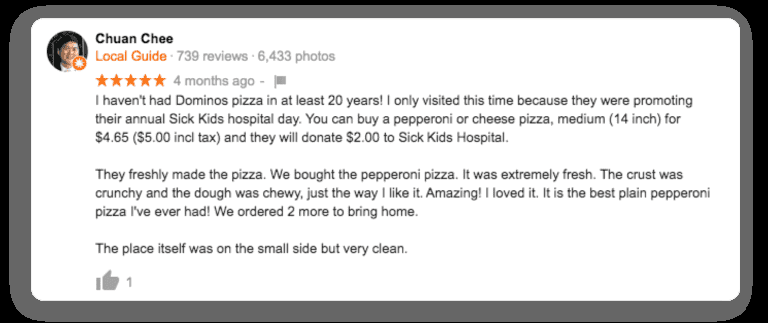 Chuan Chee
Local Guide · 739 reviews · 6,433 photos
4 months ago -
I haven't had Dominos pizza in at least 20 years! I only visited this time because they were promoting
their annual Sick Kids hospital day. You can buy a pepperoni or cheese pizza, medium (14 inch) for
$4.65 ($5.00 incl tax) and they will donate $2.00 to Sick Kids Hospital.
They freshly made the pizza. We bought the pepperoni pizza. It was extremely fresh. The crust was
crunchy and the dough was chewy, just the way I like it. Amazing! I loved it. It is the best plain pepperoni
pizza I've ever had! We ordered 2 more to bring home.
The place itself was on the small side but very clean.
1